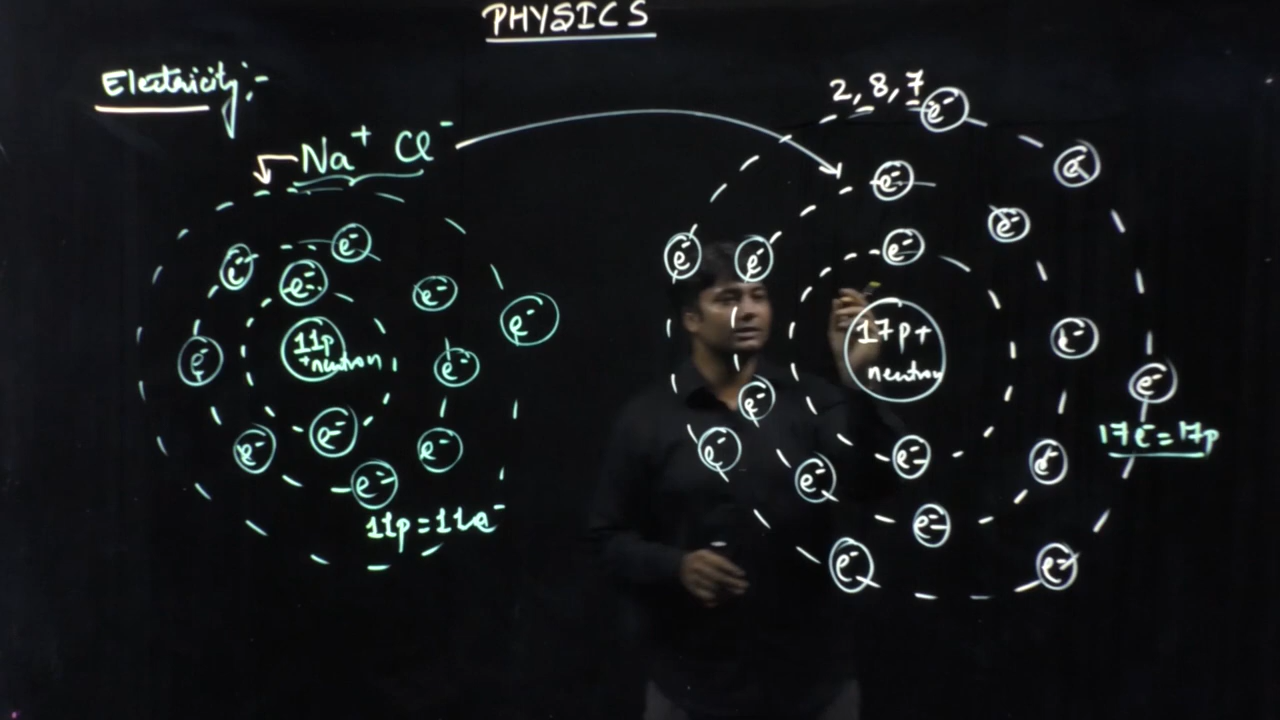 PHYSICS
Electricity:-
Na⁺ Cl⁻
e⁻
e⁻
e⁻
e⁻
e⁻
11p
+neutron
e⁻
e⁻
e⁻
e⁻
e⁻
e⁻
11p = 11e⁻
2, 8, 7
e⁻
e⁻
e⁻
e⁻
e⁻
e⁻
e⁻
17p+
neutron
e⁻
e⁻
17e⁻ = 17p
e⁻
e⁻
e⁻
e⁻
e⁻
e⁻
e⁻
e⁻